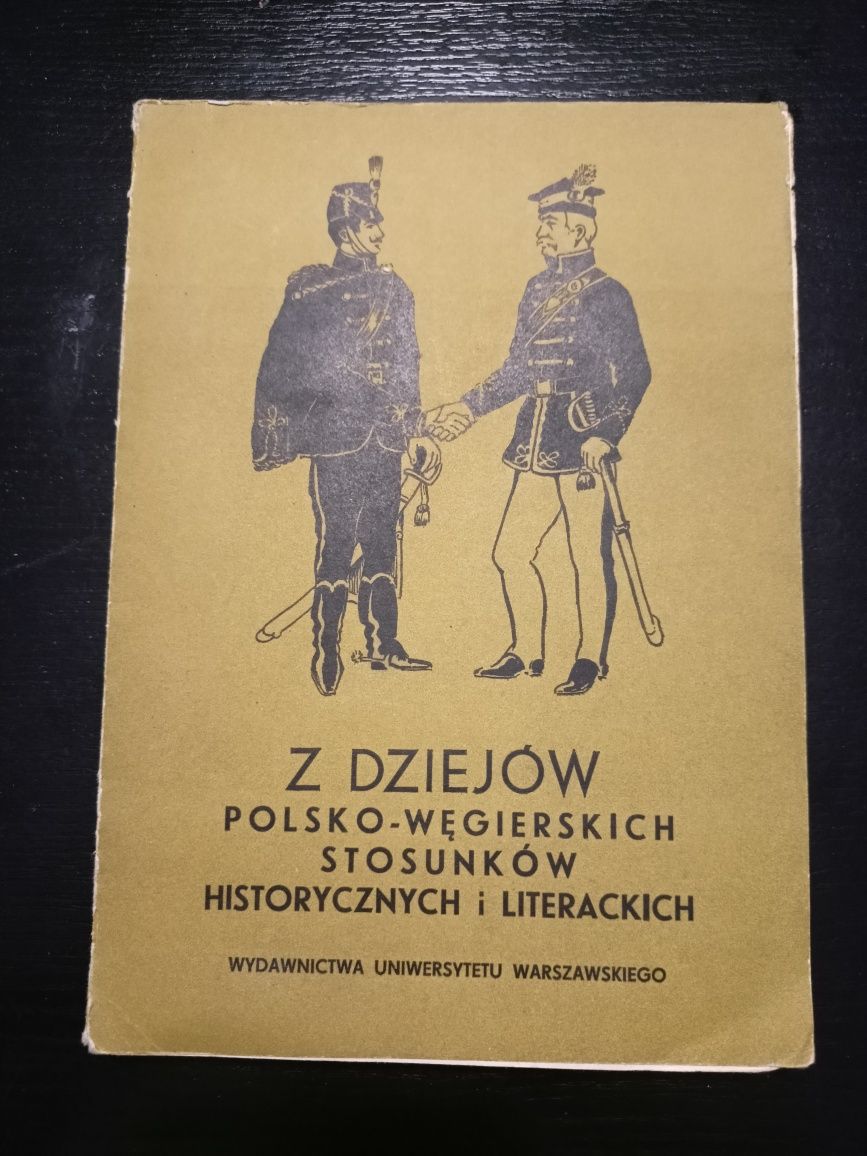 Z DZIEJÓW
POLSKO-WĘGIERSKICH
STOSUNKÓW
HISTORYCZNYCH i LITERACKICH
WYDAWNICTWA UNIWERSYTETU WARSZAWSKIEGO